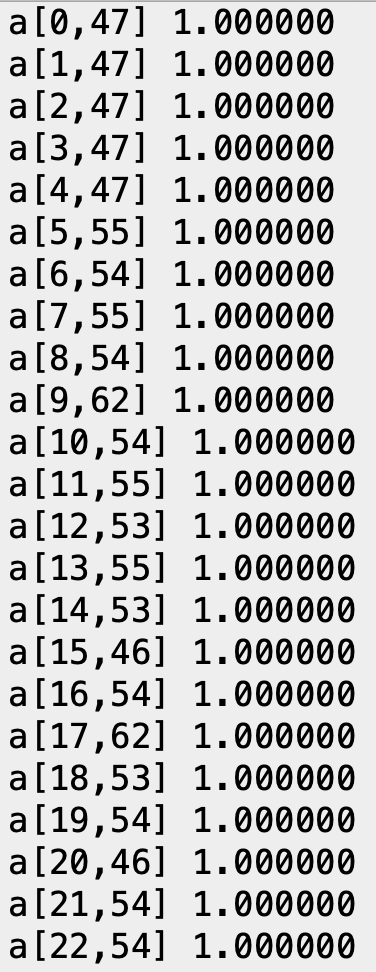 a[0,47] 1.000000
a[1,47] 1.000000
a[2,47] 1.000000
a[3,47] 1.000000
a[4,47] 1.000000
a[5,55] 1.000000
a[6,54] 1.000000
a[7,55] 1.000000
a[8,54] 1.000000
a[9,62] 1.000000
a[10,54] 1.000000
a[11,55] 1.000000
a[12,53] 1.000000
a[13,55] 1.000000
a[14,53] 1.000000
a[15,46] 1.000000
a[16,54] 1.000000
a[17,62] 1.000000
a[18,53] 1.000000
a[19,54] 1.000000
a[20,46] 1.000000
a[21,54] 1.000000
a[22,54] 1.000000